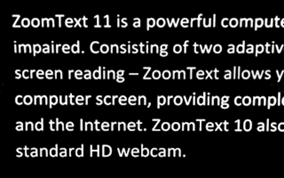 ZoomText 11 is a powerful compute
impaired. Consisting of two adaptiv
screen reading – ZoomText allows y
computer screen, providing comple
and the Internet. ZoomText 10 also
standard HD webcam.